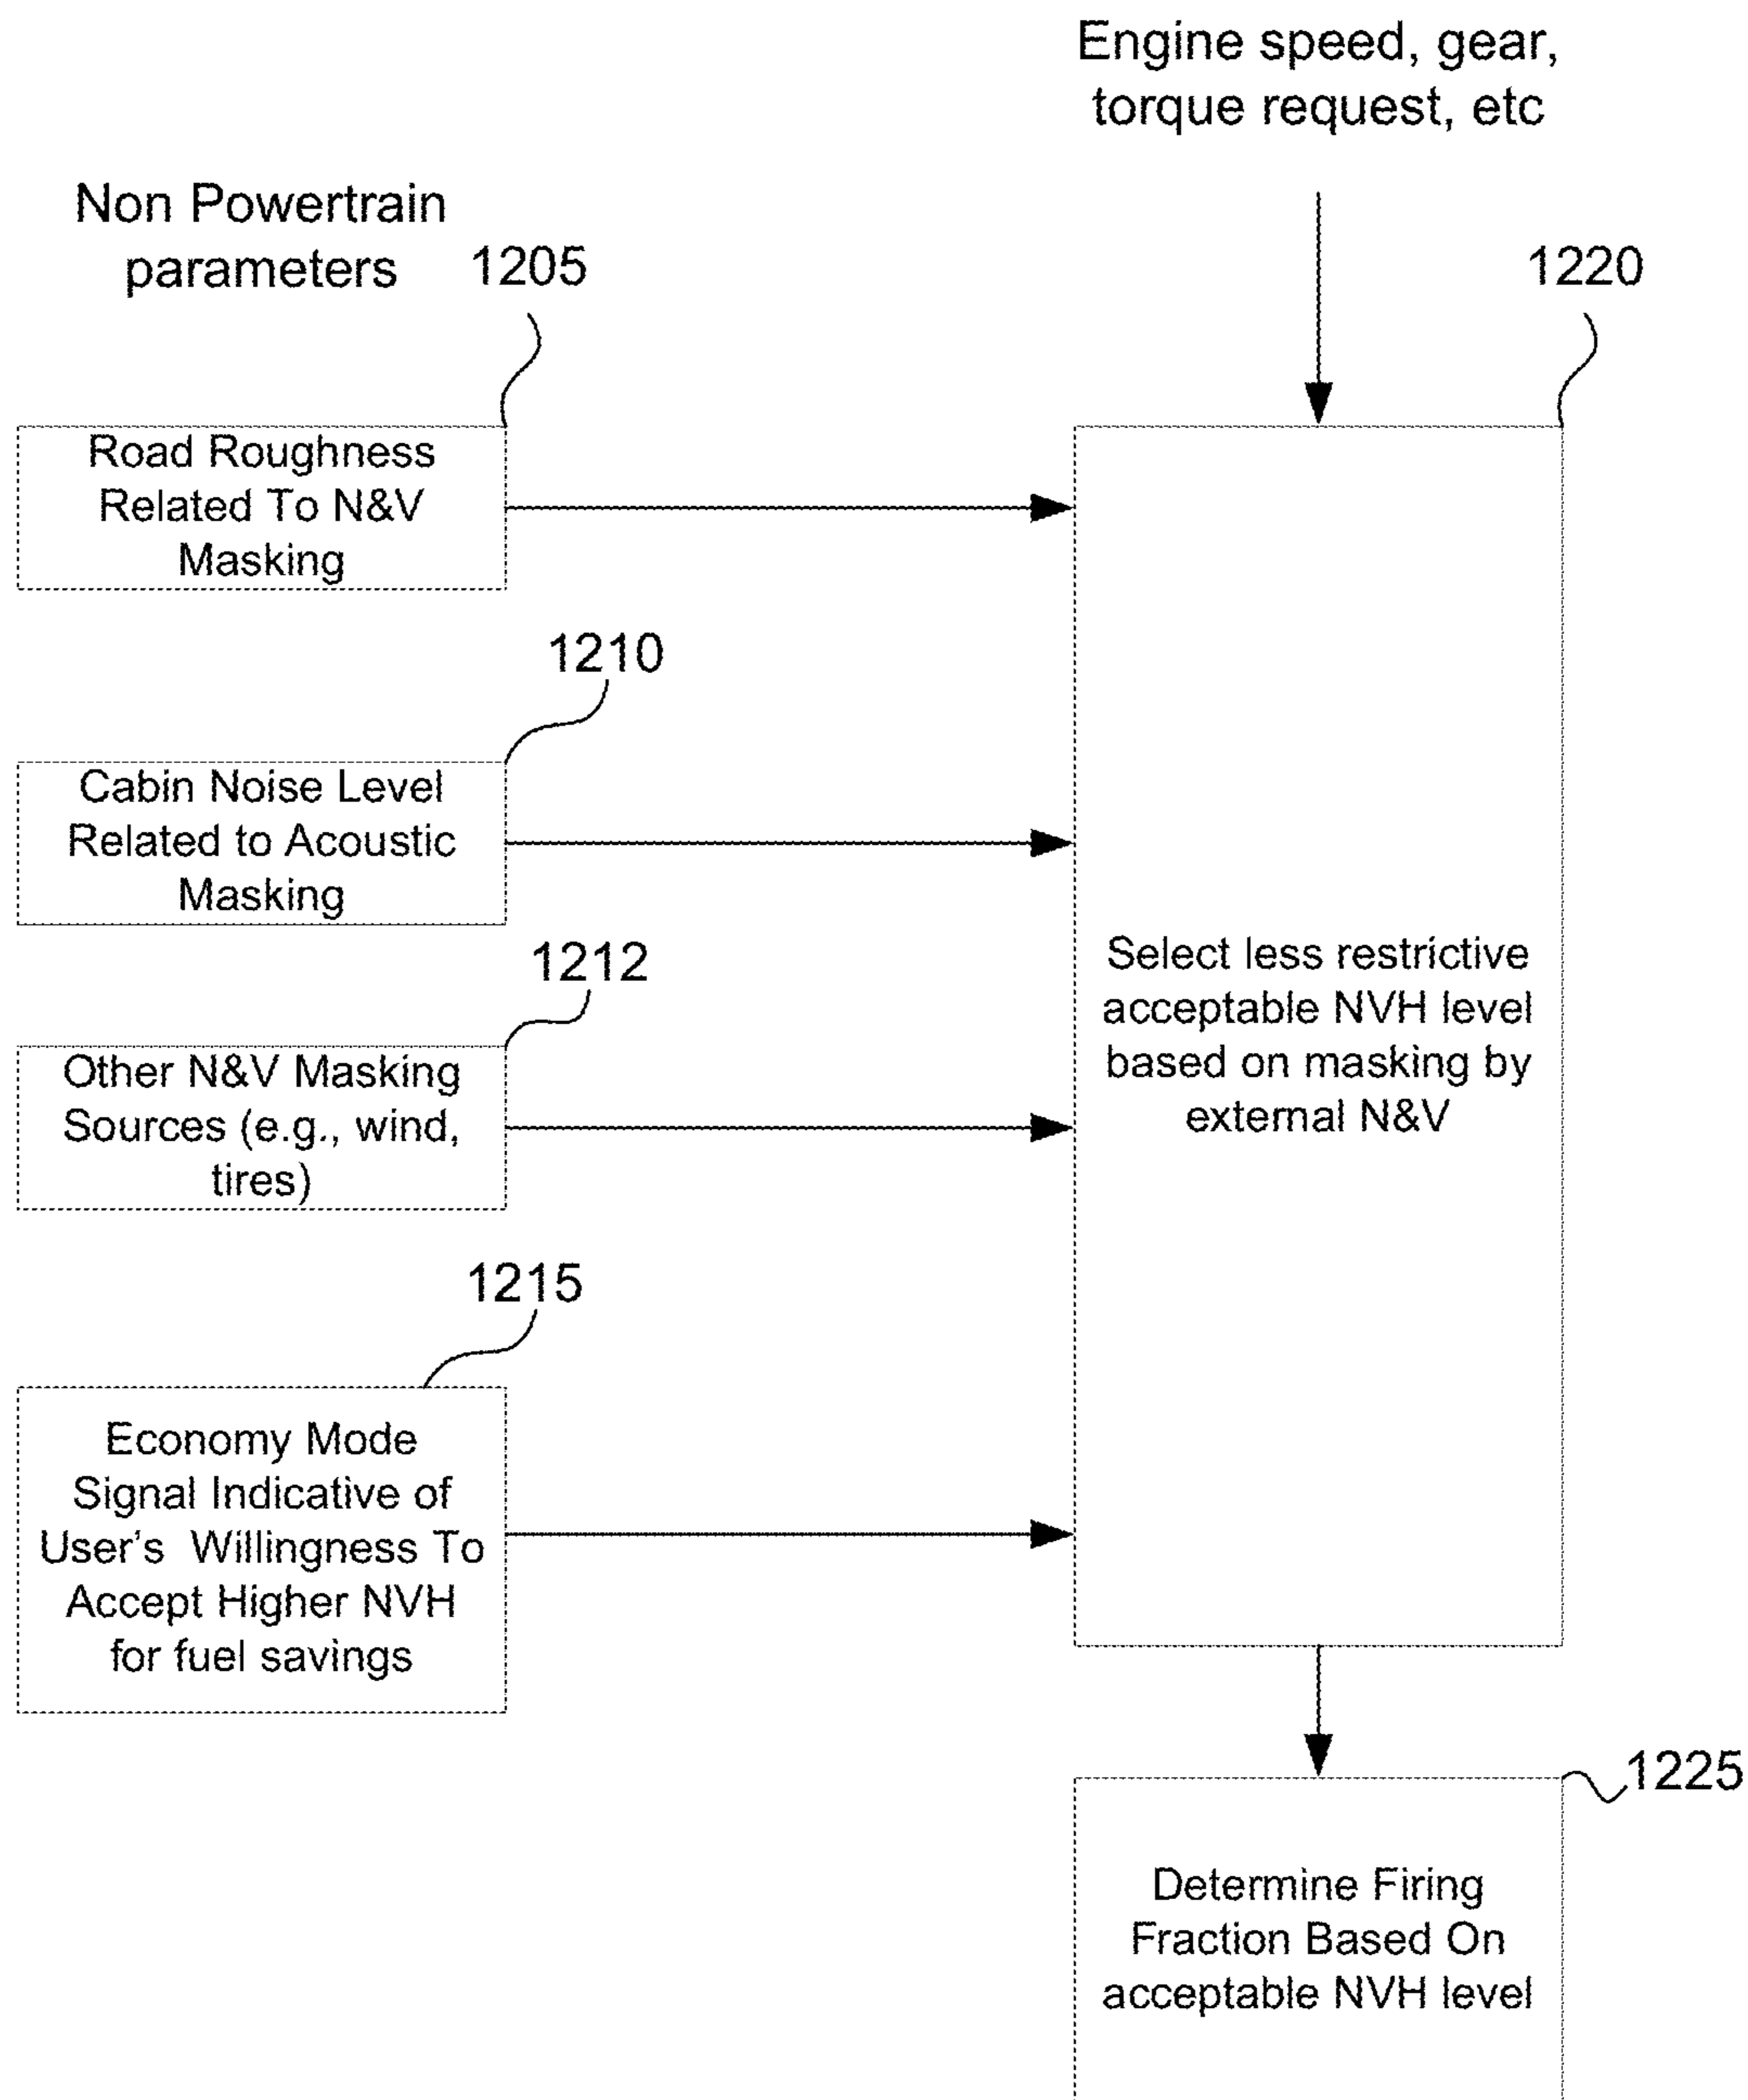 Engine speed, gear,
torque request, etc
Non Powertrain
parameters
1205
1220
Road Roughness
Related To N&V
Masking
1210
Cabin Noise Level
Related to Acoustic
Masking
1212
Other N&V Masking
Sources (e.g., wind,
tires)
Select less restrictive
acceptable NVH level
based on masking by
external N&V
1215
Economy Mode
Signal Indicative of
User's Willingness To
Accept Higher NVH
for fuel savings
1225
Determine Firing
Fraction Based On
acceptable NVH level